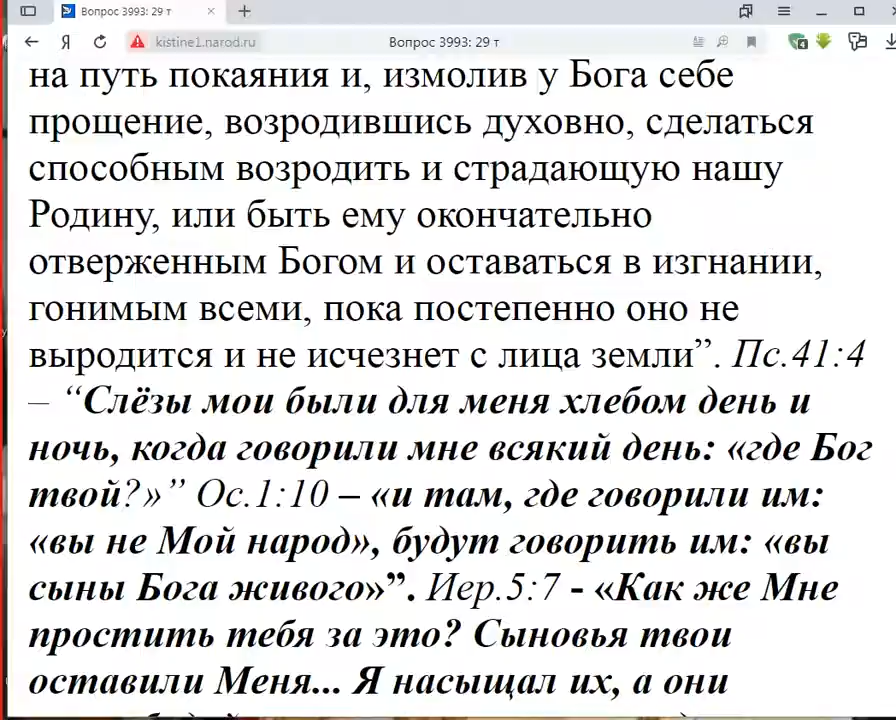 Вопрос 3993: 29 т
kistine1.narod.ru
Вопрос 3993: 29 т
на путь покаяния и, измолив у Бога себе
прощение, возродившись духовно, сделаться
способным возродить и страдающую нашу
Родину, или быть ему окончательно
отверженным Богом и оставаться в изгнании,
гонимым всеми, пока постепенно оно не
выродится и не исчезнет с лица земли”. Пс.41:4
– “Слёзы мои были для меня хлебом день и
ночь, когда говорили мне всякий день: «где Бог
твой?»” Ос.1:10 – «и там, где говорили им:
«вы не Мой народ», будут говорить им: «вы
сыны Бога живого»”. Иер.5:7 - «Как же Мне
простить тебя за это? Сыновья твои
оставили Меня... Я насыщал их, а они